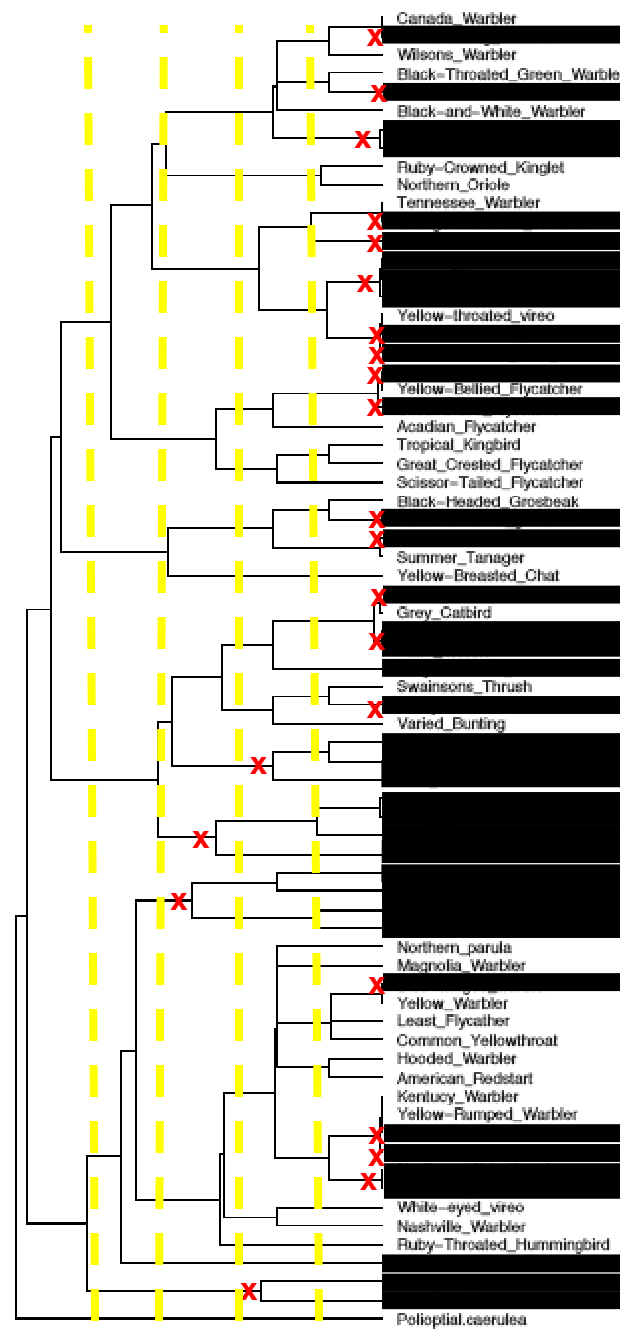 Canada_Warbler
X
Wilsons_Warbler
Black-Throated_Green_Warble
X
Black-and-White_Warbler
X
Ruby-Crowned_Kinglet
Northern_Oriole
Tennessee_Warbler
X
X
X
Yellow-throated_vireo
X
X
X
Yellow-Bellied_Flycatcher
X
Acadian_Flycatcher
Tropical_Kingbird
Great_Crested_Flycatcher
Scissor-Tailed_Flycatcher
Black-Headed_Grosbeak
X
X
Summer_Tanager
Yellow-Breasted_Chat
X
Grey_Catbird
X
Swainsons_Thrush
X
Varied_Bunting
X
X
X
Northern_parula
Magnolia_Warbler
X
Yellow_Warbler
Least_Flycather
Common_Yellowthroat
Hooded_Warbler
American_Redstart
Kentucy_Warbler
Yellow-Rumped_Warbler
X
X
X
White-eyed_vireo
Nashville_Warbler
Ruby-Throated_Hummingbird
X
Polioptial.caerulea